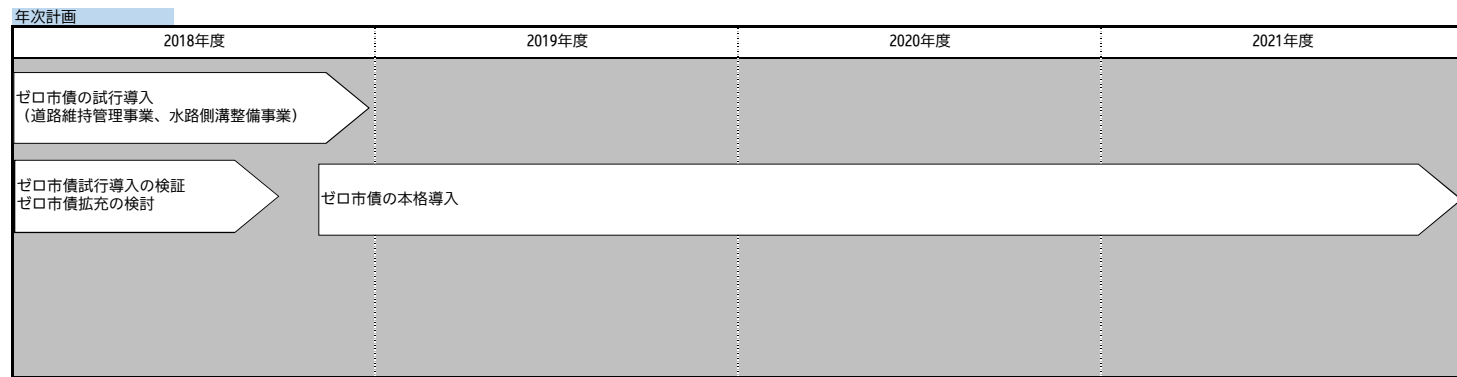 年次計画
2018年度
2019年度
2020年度
2021年度
ゼロ市債の試行導入
（道路維持管理事業、水路側溝整備事業）
ゼロ市債試行導入の検証
ゼロ市債拡充の検討
ゼロ市債の本格導入